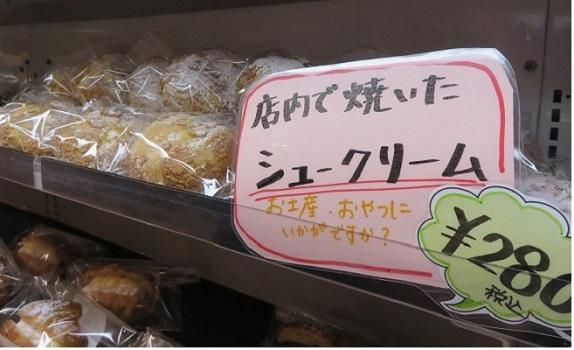 店内で焼いた
シュークリーム
お土産・おやつに
いかがですか?
¥280
税込